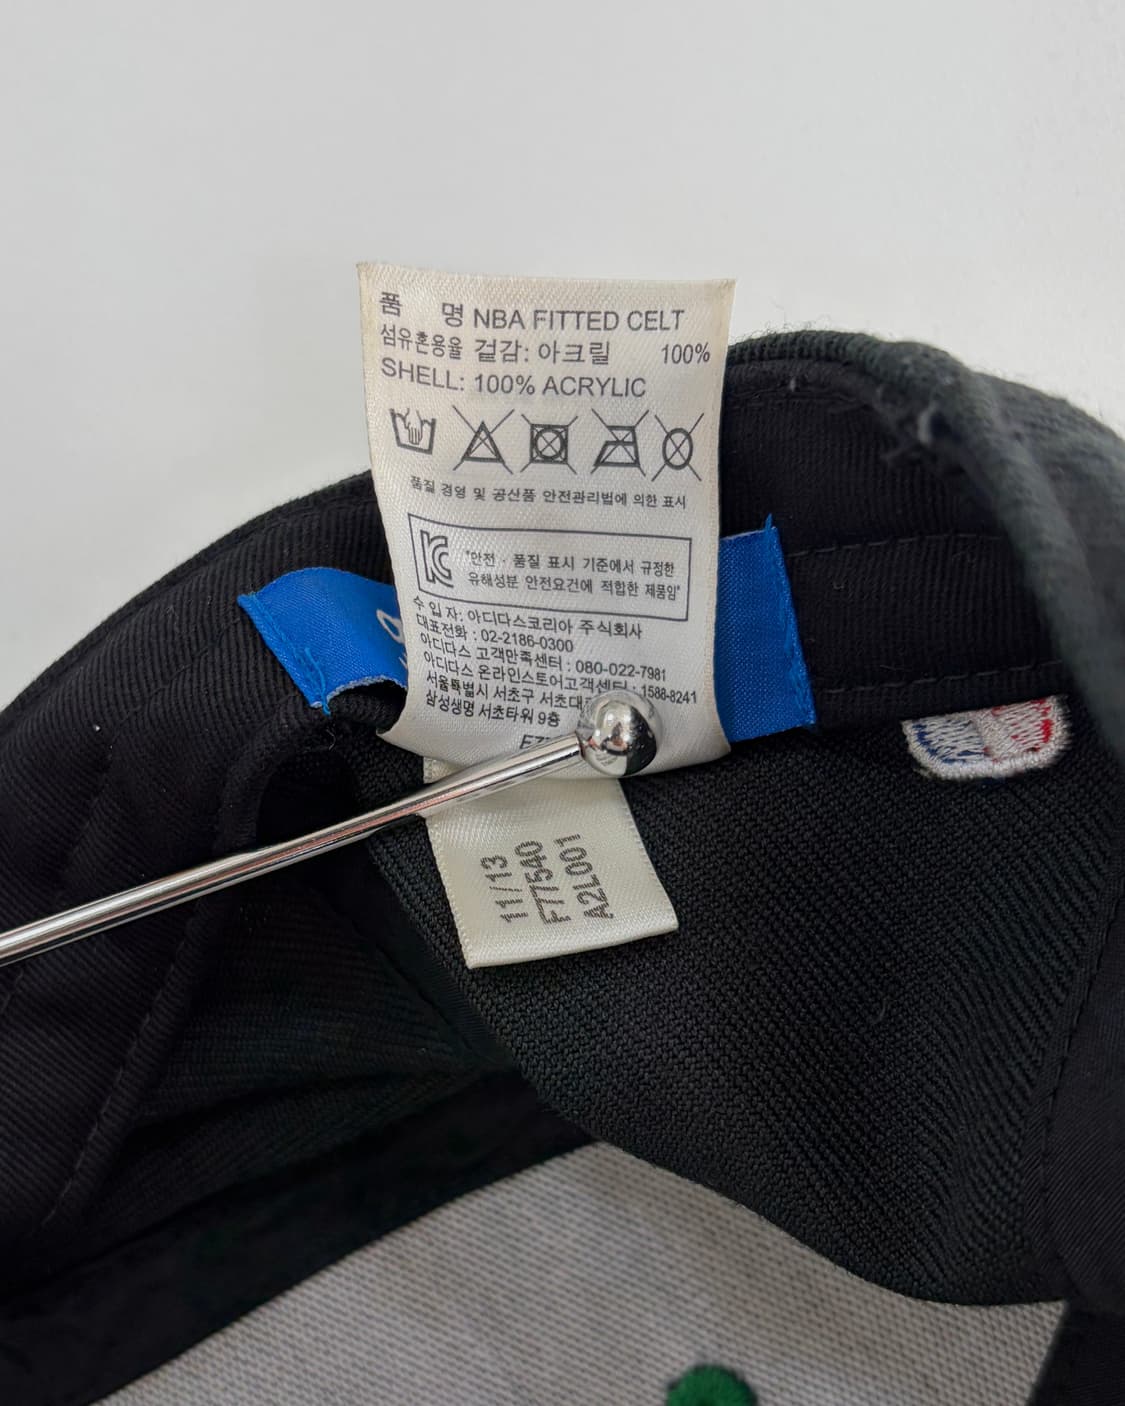 품 명 NBA FITTED CELT
섬유혼용율 겉감: 아크릴 100%
SHELL: 100% ACRYLIC
품질 경영 및 공산품 안전관리법에 의한 표시
"안전 · 품질 표시 기준에서 규정한
유해성분 안전요건에 적합한 제품임"
수 입 자: 아디다스코리아 주식회사
대표전화 : 02-2186-0300
아디다스 고객만족센터 : 080-022-7981
아디다스 온라인스토어고객센터 : 1588-8241
서울특별시 서초구
삼성생명 서초타워 9층
11/13
F77540
A2L001